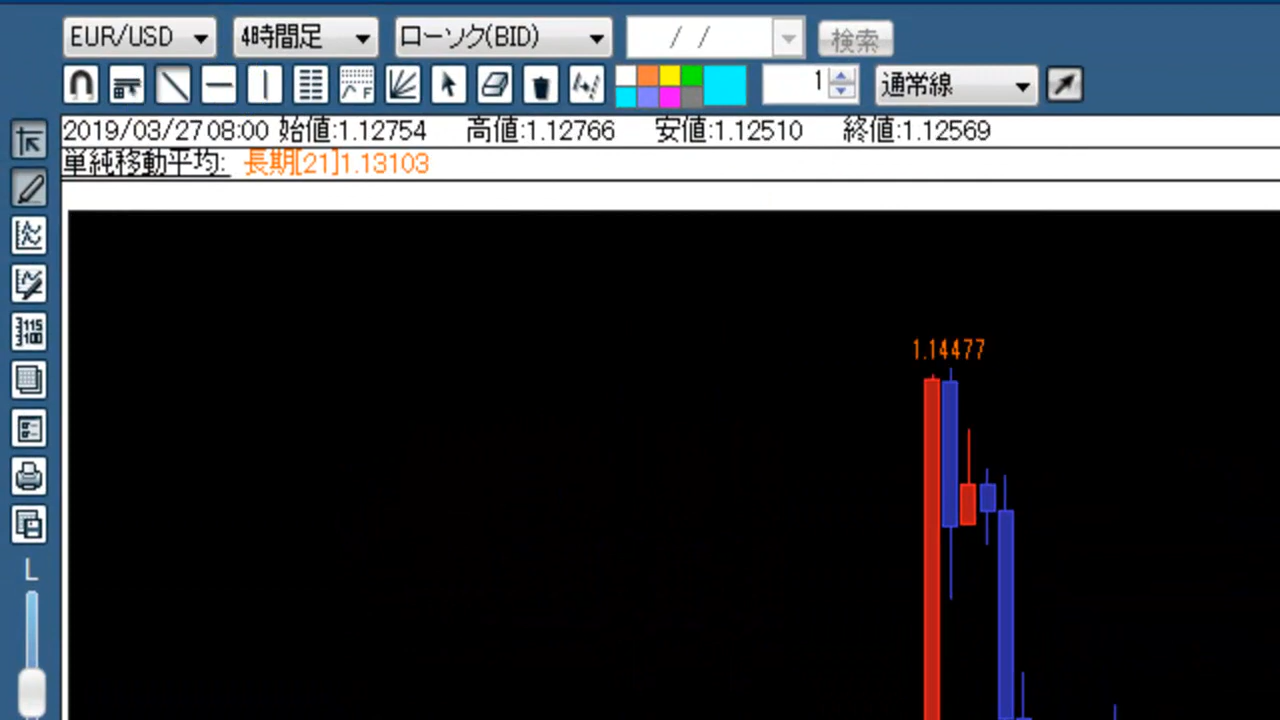 EUR/USD 4時間足 ローソク(BID) / / 検索
F 1 通常線
2019/03/27 08:00 始値:1.12754 高値:1.12766 安値:1.12510 終値:1.12569
単純移動平均: 長期[21]1.13103
115
100
1.14477
L